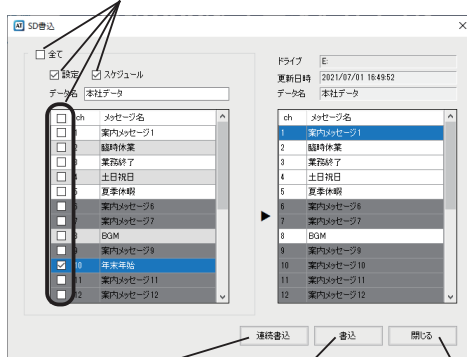 SD書込
全て
設定 スケジュール
データ名 本社データ
ch メッセージ名
1 案内メッセージ1
2 臨時休業
3 業務終了
4 土日祝日
5 夏季休暇
6 案内メッセージ6
7 案内メッセージ7
8 BGM
9 案内メッセージ9
10 年末年始
11 案内メッセージ11
12 案内メッセージ12
ドライブ E:
更新日時 2021/07/01 16:49:52
データ名 本社データ
ch メッセージ名
1 案内メッセージ1
2 臨時休業
3 業務終了
4 土日祝日
5 夏季休暇
6 案内メッセージ6
7 案内メッセージ7
8 BGM
9 案内メッセージ9
10 案内メッセージ10
11 案内メッセージ11
12 案内メッセージ12
連続書込 書込 閉じる